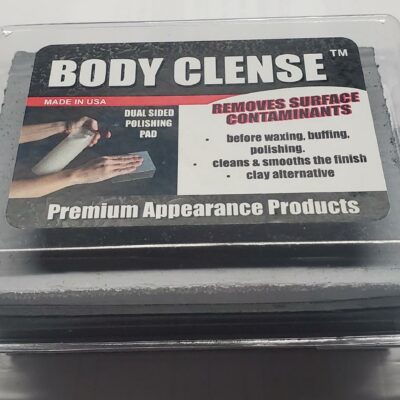 BODY CLENSE™
MADE IN USA
DUAL SIDED
POLISHING
PAD
REMOVES SURFACE
CONTAMINANTS
• before waxing, buffing,
polishing.
• cleans & smooths the finish
• clay alternative
Premium Appearance Products